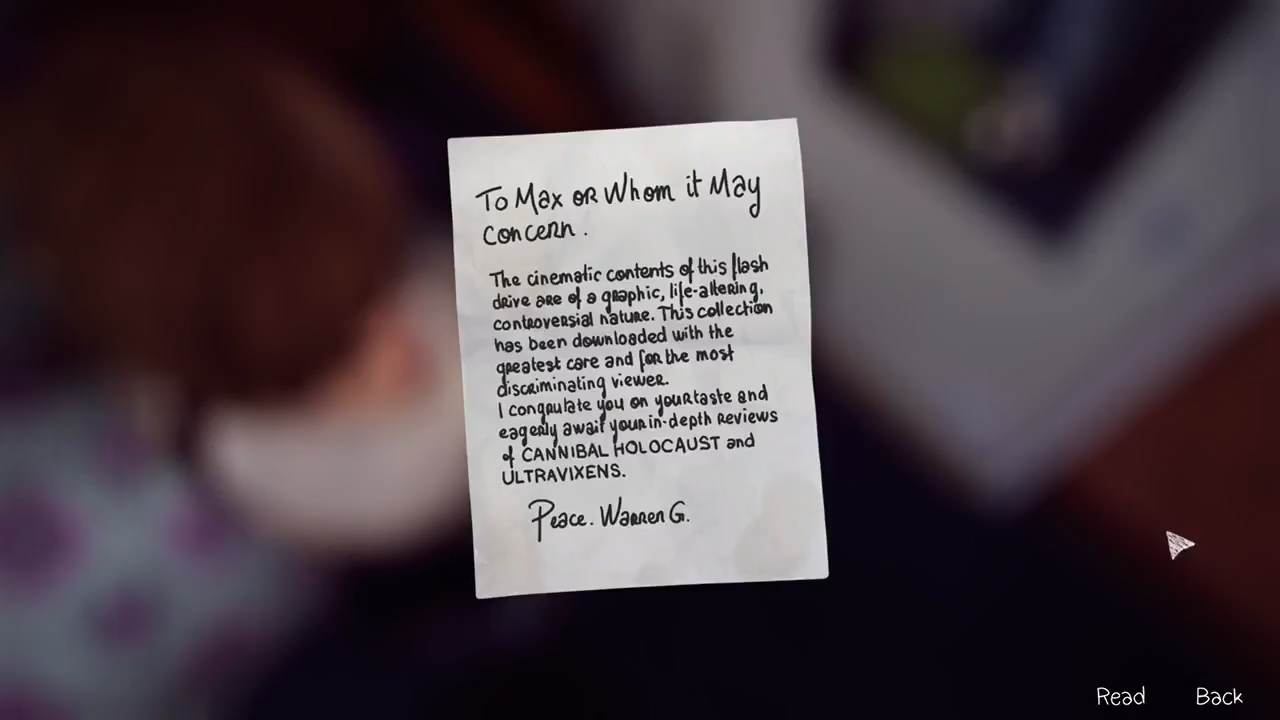 To Max or Whom it May
Concern.
The cinematic contents of this flash
drive are of a graphic, life-altering,
controversial nature. This collection
has been downloaded with the
greatest care and for the most
discriminating viewer.
I congrulate you on your taste and
eagerly await your in-depth reviews
of CANNIBAL HOLOCAUST and
ULTRAVIXENS.
Peace. Warren G.
Read
Back